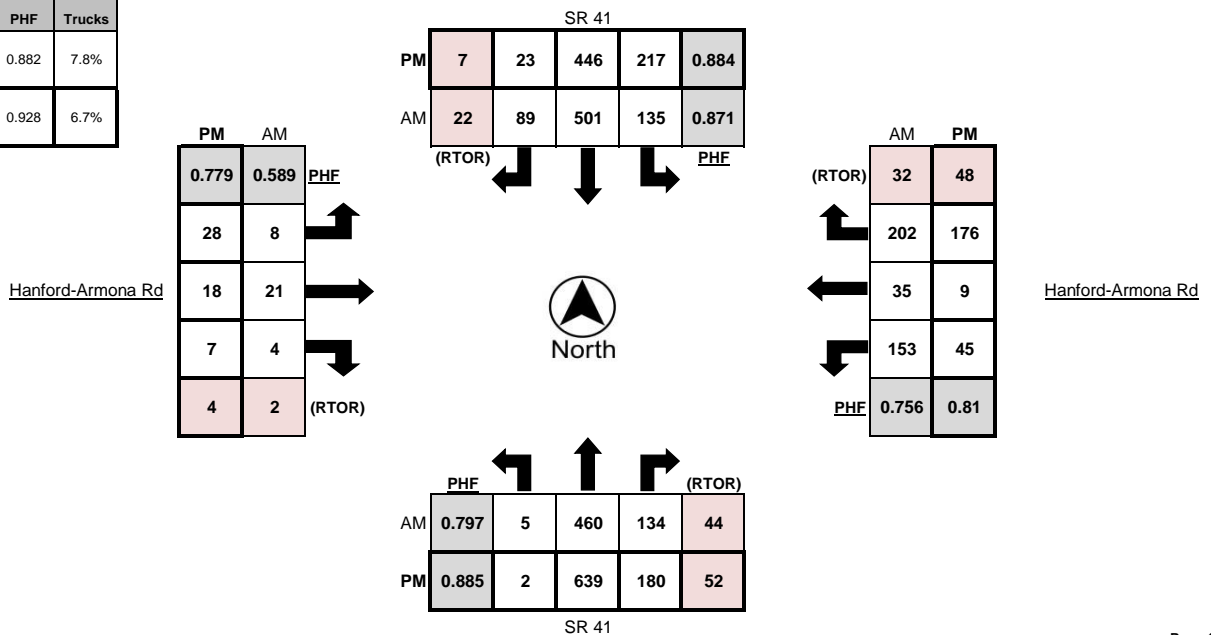 PHF Trucks
0.882 7.8%
0.928 6.7%
SR 41
PM 7 23 446 217 0.884
AM 22 89 501 135 0.871
(RTOR) PHF
PM AM
0.779 0.589 PHF
28 8
Hanford-Armona Rd 18 21
7 4
4 2 (RTOR)
North
AM PM
(RTOR) 32 48
202 176
35 9 Hanford-Armona Rd
153 45
PHF 0.756 0.81
PHF (RTOR)
AM 0.797 5 460 134 44
PM 0.885 2 639 180 52
SR 41